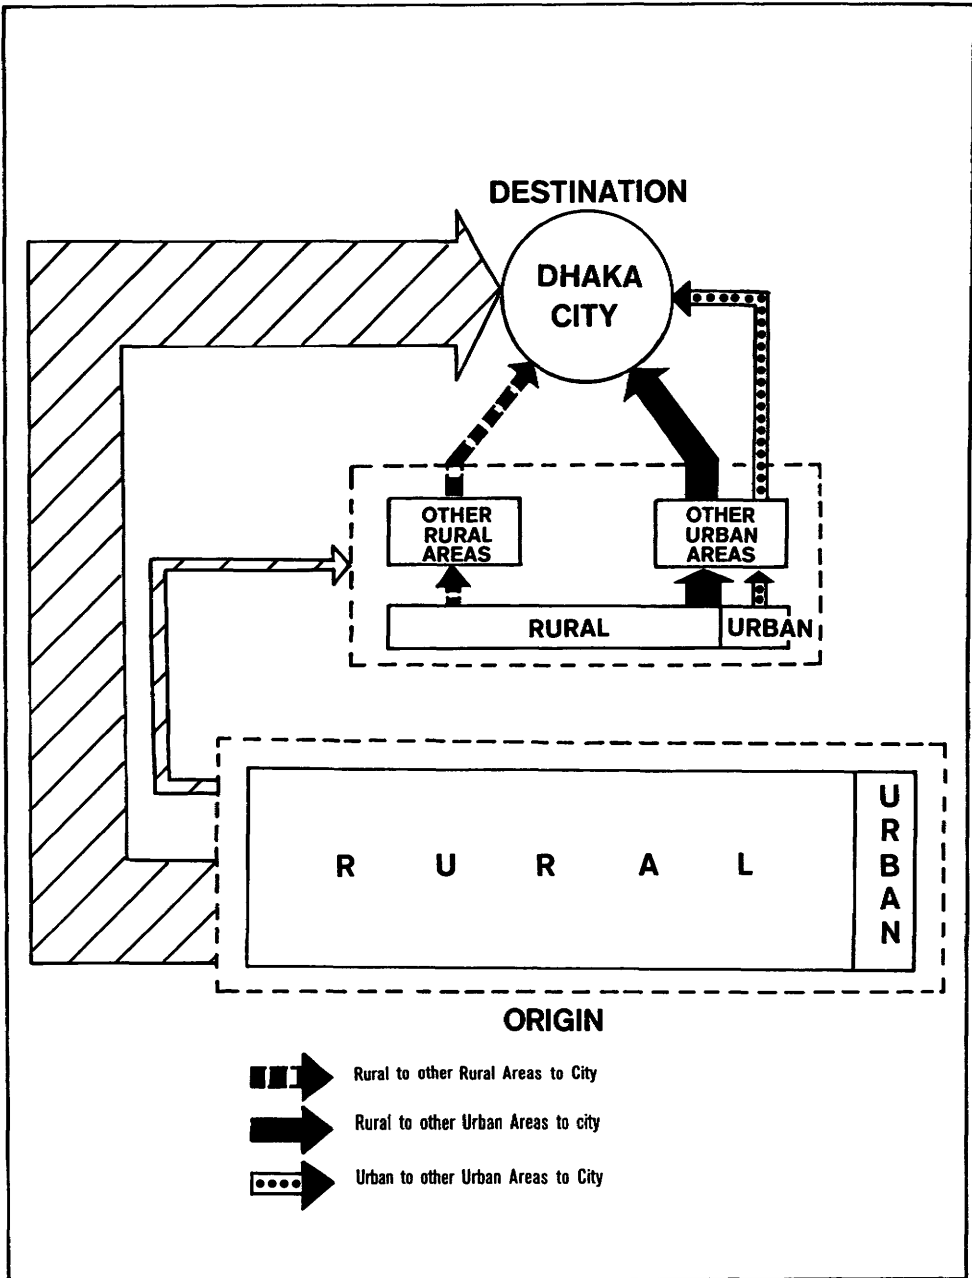 DESTINATION
DHAKA
CITY
OTHER
RURAL
AREAS
OTHER
URBAN
AREAS
RURAL
URBAN
R U R A L
U
R
B
A
N
ORIGIN
Rural to other Rural Areas to City
Rural to other Urban Areas to city
Urban to other Urban Areas to City